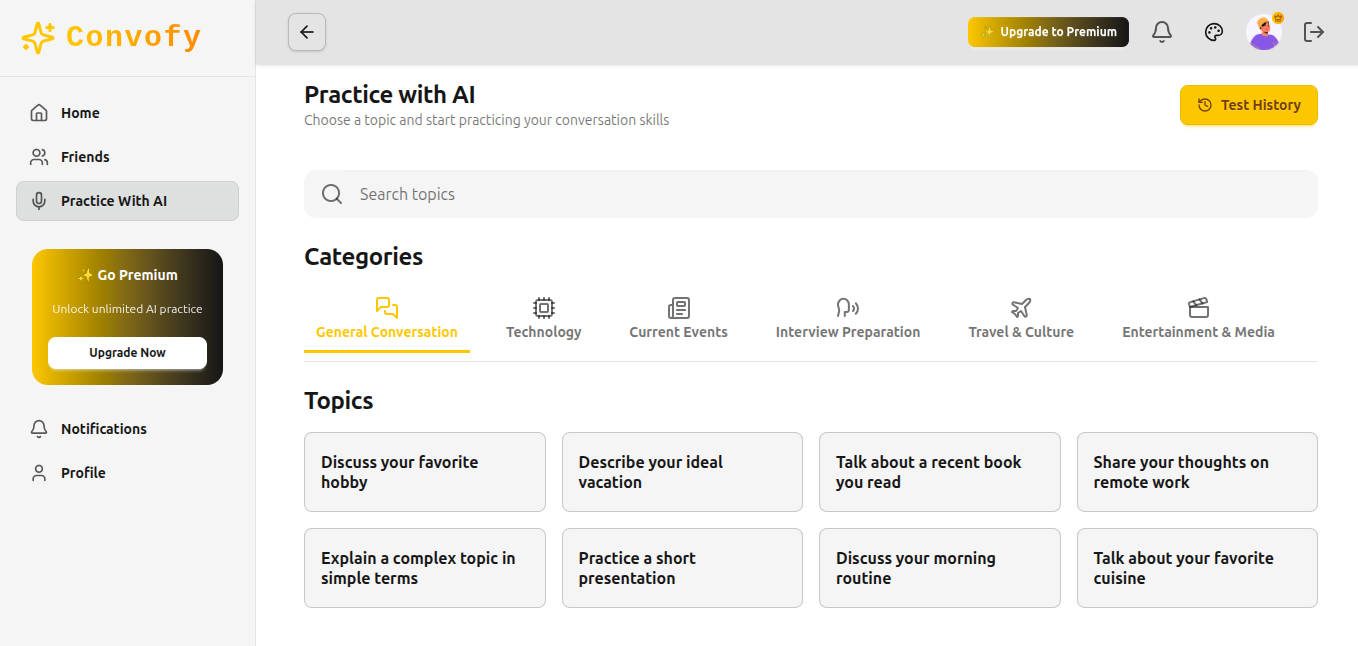 Convofy
✨ Upgrade to Premium
Home
Friends
Practice With AI
✨ Go Premium
Unlock unlimited AI practice
Upgrade Now
Notifications
Profile
Practice with AI
Choose a topic and start practicing your conversation skills
Test History
Search topics
Categories
General Conversation
Technology
Current Events
Interview Preparation
Travel & Culture
Entertainment & Media
Topics
Discuss your favorite
hobby
Describe your ideal
vacation
Talk about a recent book
you read
Share your thoughts on
remote work
Explain a complex topic in
simple terms
Practice a short
presentation
Discuss your morning
routine
Talk about your favorite
cuisine